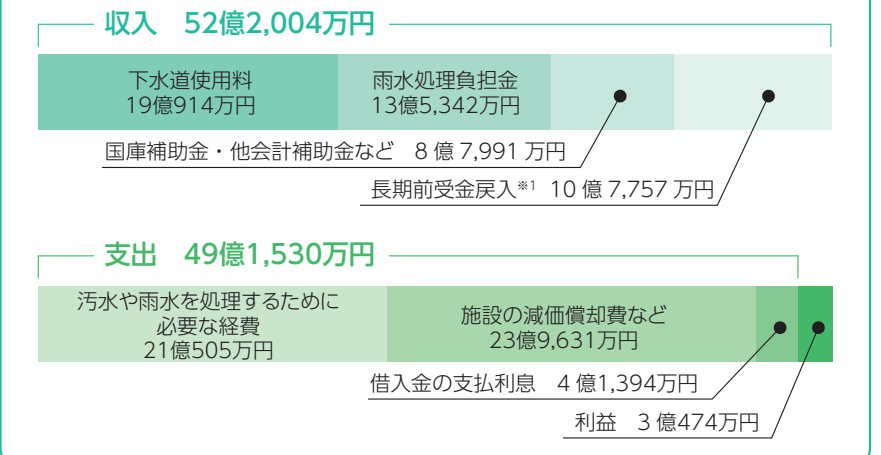 収入　52億2,004万円
下水道使用料
19億914万円
雨水処理負担金
13億5,342万円
国庫補助金・他会計補助金など　8億7,991万円
長期前受金戻入※1　10億7,757万円
支出　49億1,530万円
汚水や雨水を処理するために
必要な経費
21億505万円
施設の減価償却費など
23億9,631万円
借入金の支払利息　4億1,394万円
利益　3億474万円